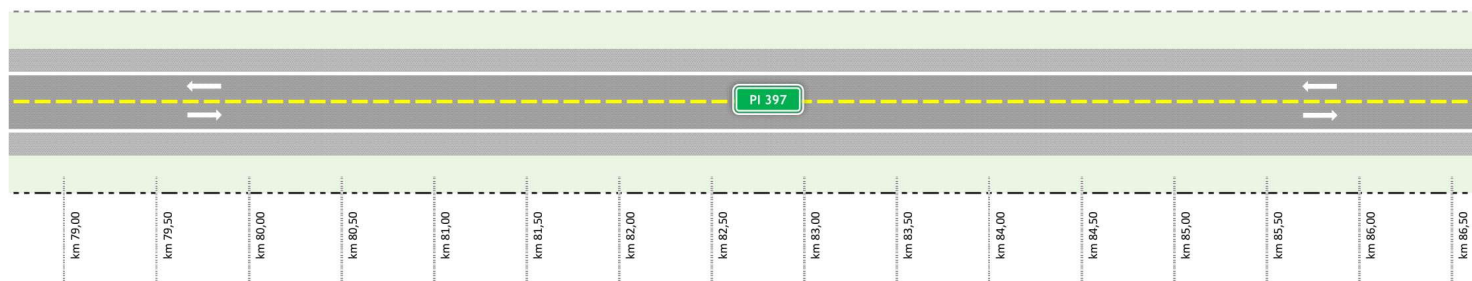 PI 397
km 79,00
km 79,50
km 80,00
km 80,50
km 81,00
km 81,50
km 82,00
km 82,50
km 83,00
km 83,50
km 84,00
km 84,50
km 85,00
km 85,50
km 86,00
km 86,50